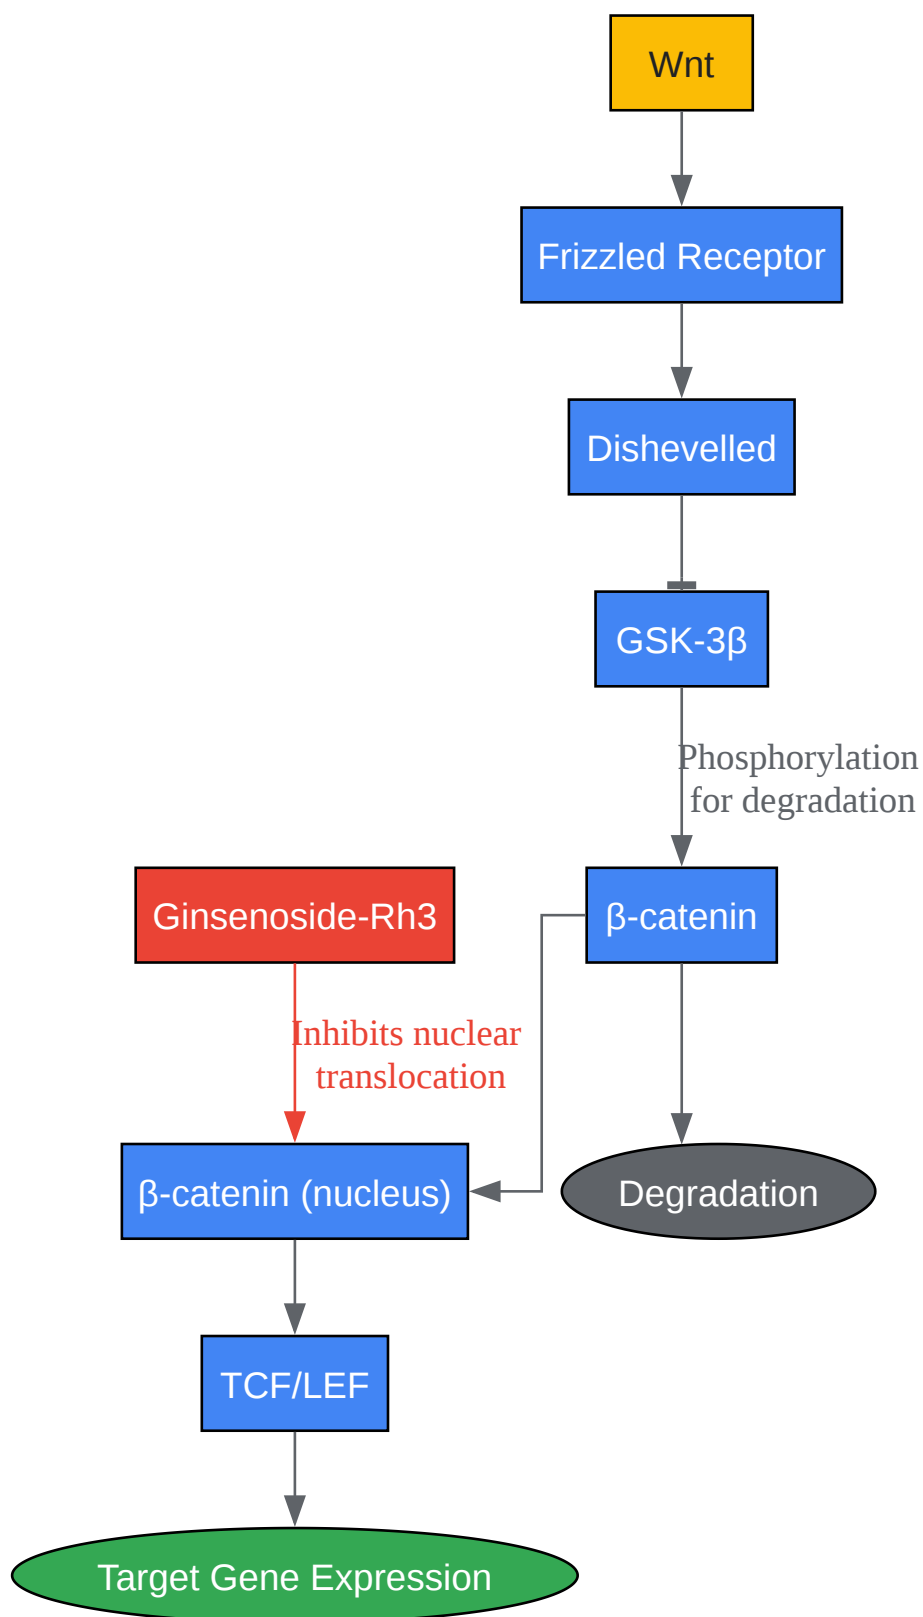 Wnt
Frizzled Receptor
Dishevelled
GSK-3β
Phosphorylation
for degradation
Ginsenoside-Rh3
β-catenin
Inhibits nuclear
translocation
β-catenin (nucleus)
Degradation
TCF/LEF
Target Gene Expression